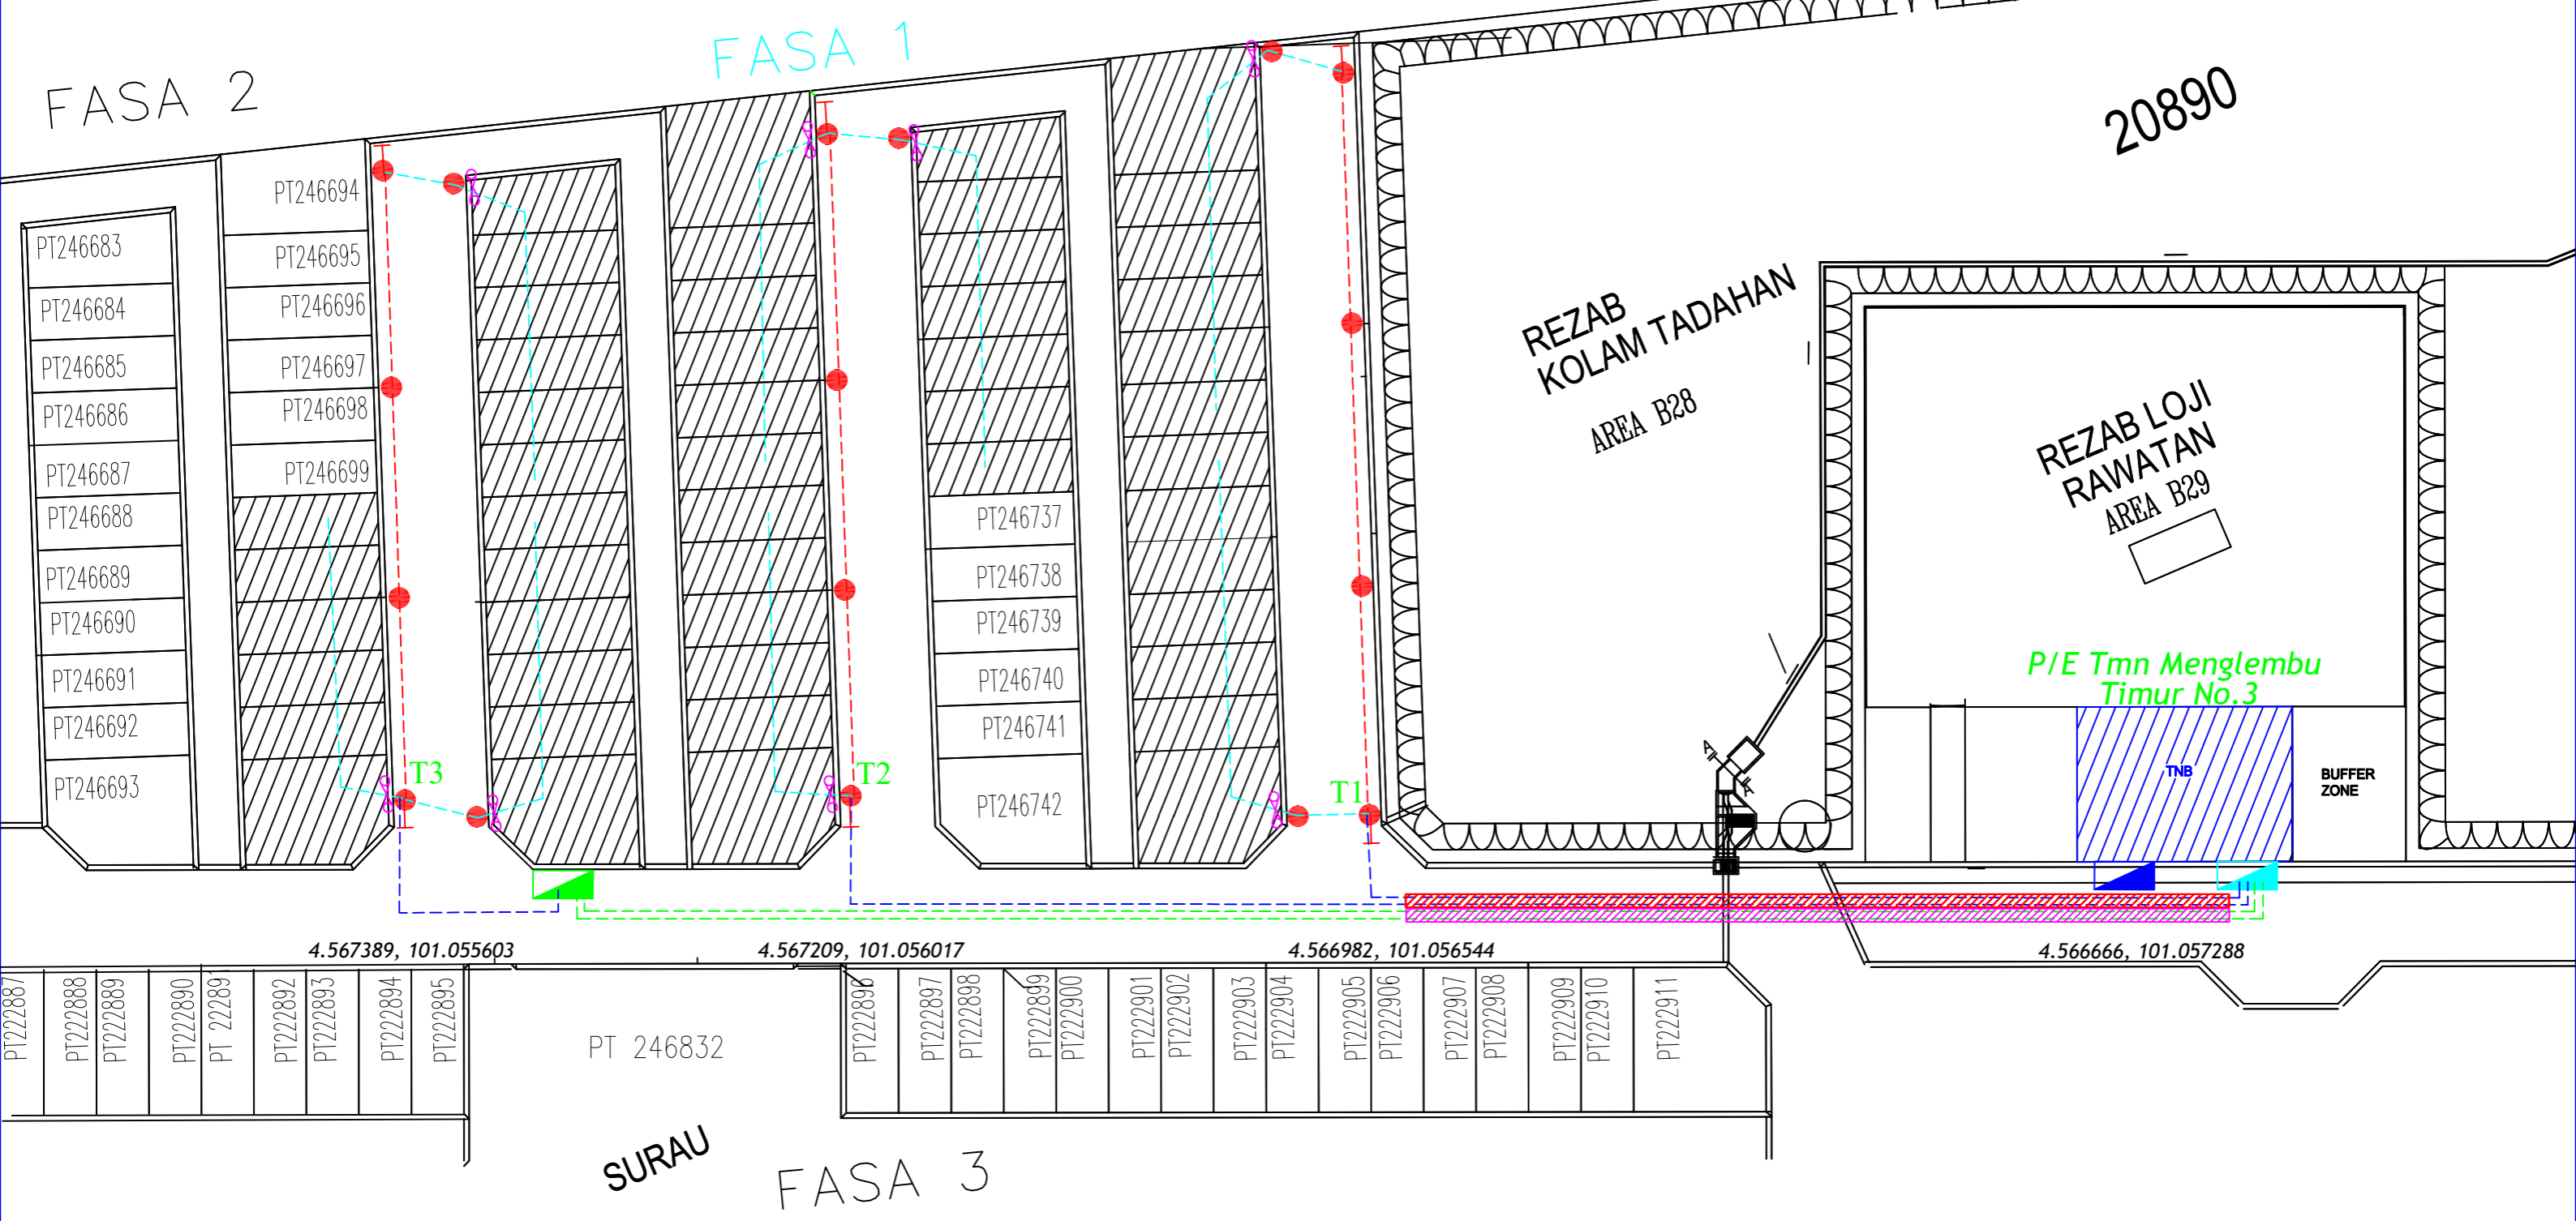 FASA 1
FASA 2
20890
PT246683
PT246684
PT246685
PT246686
PT246687
PT246688
PT246689
PT246690
PT246691
PT246692
PT246693
PT246694
PT246695
PT246696
PT246697
PT246698
PT246699
PT246737
PT246738
PT246739
PT246740
PT246741
PT246742
REZAB
KOLAM TADAHAN
AREA B28
REZAB LOJI
RAWATAN
AREA B29
P/E Tmn Menglembu
Timur No.3
TNB
BUFFER
ZONE
A
A
T3
T2
T1
4.567389, 101.055603
4.567209, 101.056017
4.566982, 101.056544
4.566666, 101.057288
PT222887
PT222888
PT222889
PT222890
PT 222891
PT222892
PT222893
PT222894
PT222895
PT 246832
PT222896
PT222897
PT222898
PT222899
PT222900
PT222901
PT222902
PT222903
PT222904
PT222905
PT222906
PT222907
PT222908
PT222909
PT222910
PT222911
SURAU
FASA 3